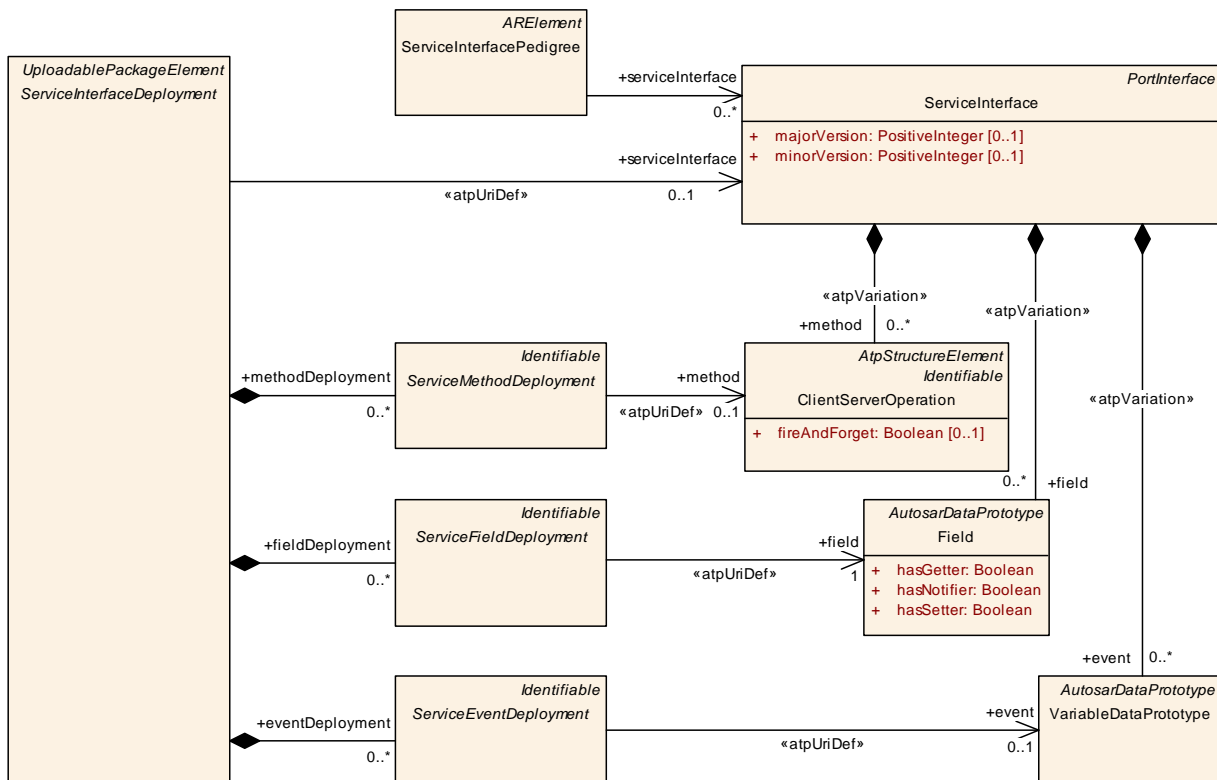 ARElement
ServiceInterfacePedigree
UploadablePackageElement
ServiceInterfaceDeployment
+serviceInterface
0..*
PortInterface
ServiceInterface
+ majorVersion: PositiveInteger [0..1]
+ minorVersion: PositiveInteger [0..1]
+serviceInterface
«atpUriDef»
0..1
«atpVariation»
«atpVariation»
«atpVariation»
+method
0..*
+methodDeployment
0..*
Identifiable
ServiceMethodDeployment
+method
«atpUriDef»
0..1
AtpStructureElement
Identifiable
ClientServerOperation
+ fireAndForget: Boolean [0..1]
0..*
+field
+fieldDeployment
0..*
Identifiable
ServiceFieldDeployment
+field
«atpUriDef»
1
AutosarDataPrototype
Field
+ hasGetter: Boolean
+ hasNotifier: Boolean
+ hasSetter: Boolean
+event
0..*
+eventDeployment
0..*
Identifiable
ServiceEventDeployment
+event
«atpUriDef»
0..1
AutosarDataPrototype
VariableDataPrototype